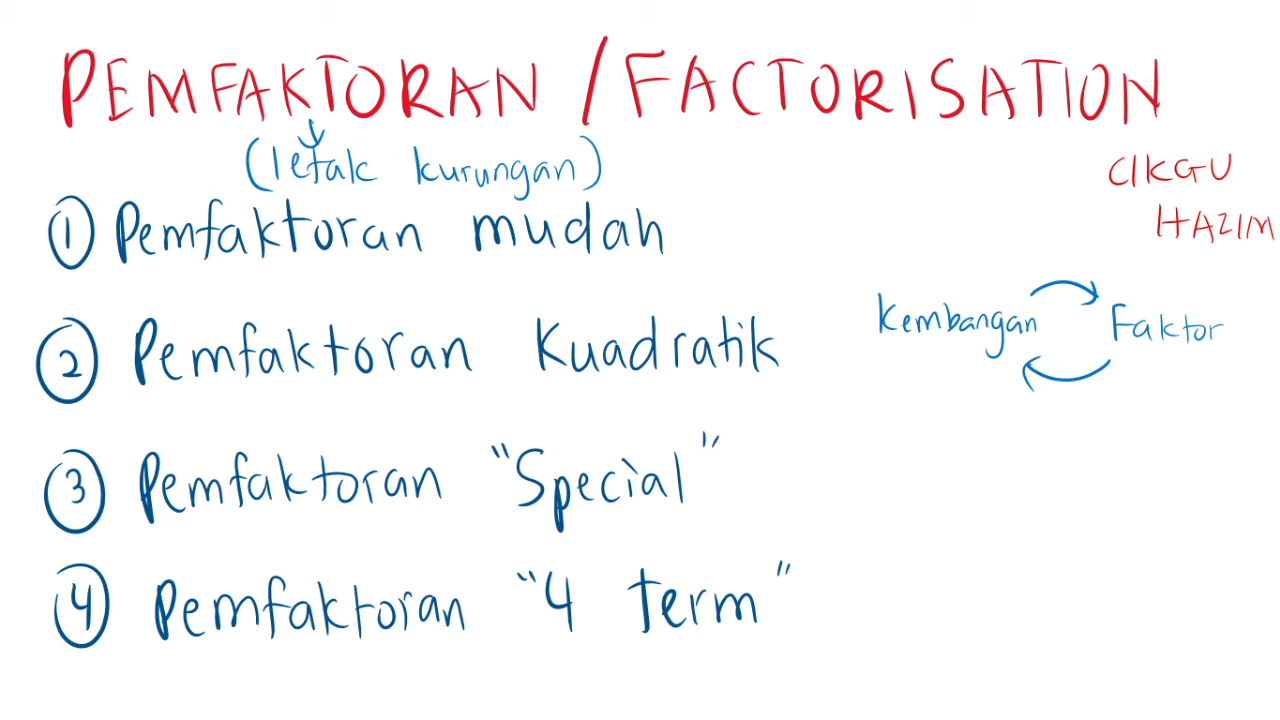 PEMFAKTORAN / FACTORISATION
(letak kurungan)
CIKGU
HAZIM
① Pemfaktoran mudah
Kembangan Faktor
② Pemfaktoran Kuadratik
③ Pemfaktoran "Special"
④ Pemfaktoran "4 term"